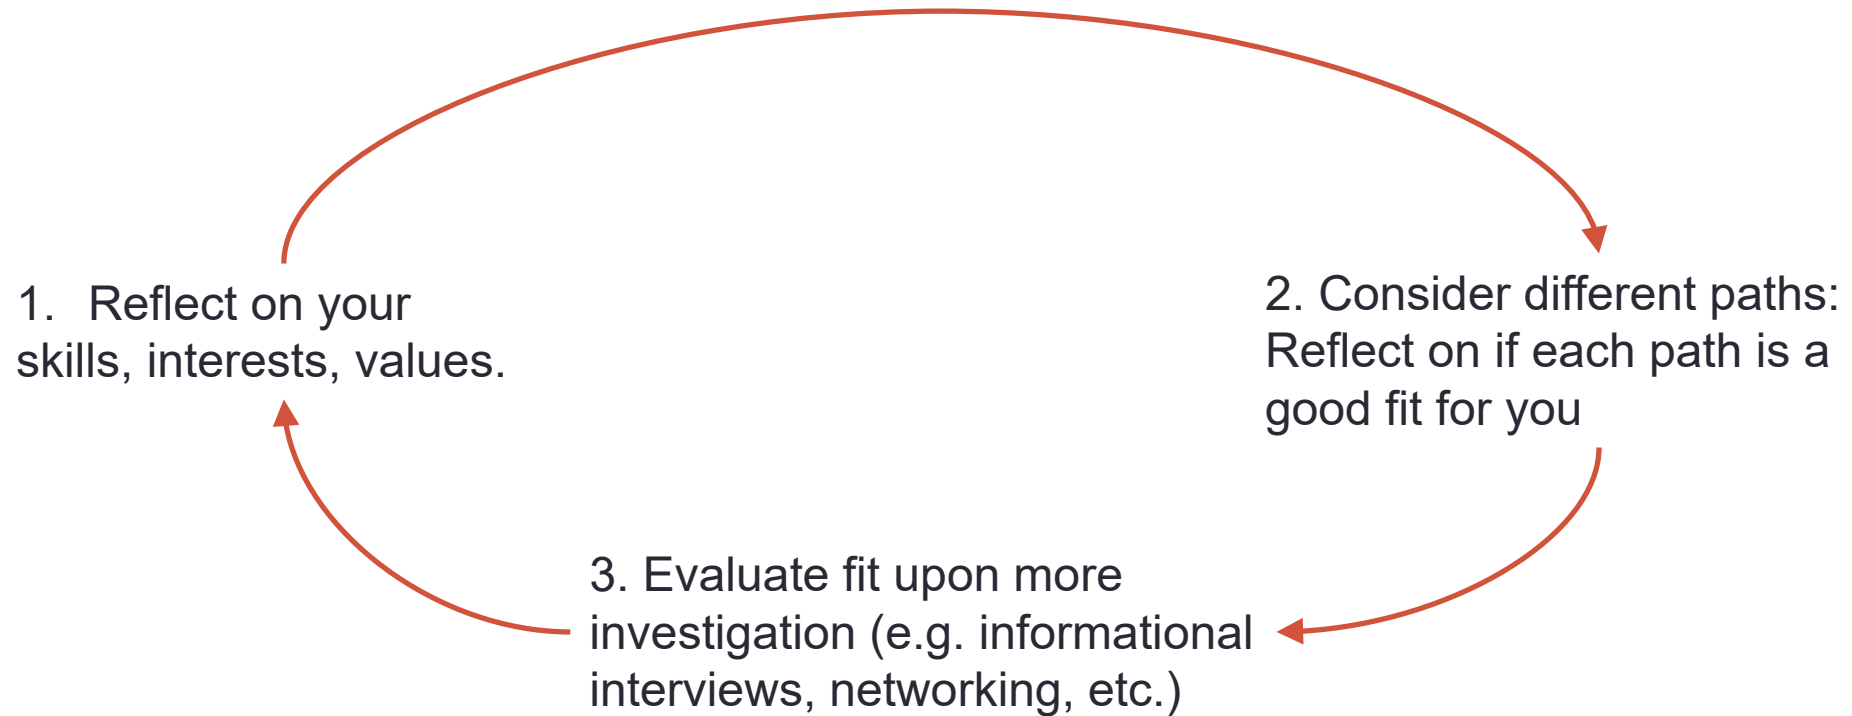 1. Reflect on your
skills, interests, values.
2. Consider different paths:
Reflect on if each path is a
good fit for you
3. Evaluate fit upon more
investigation (e.g. informational
interviews, networking, etc.)